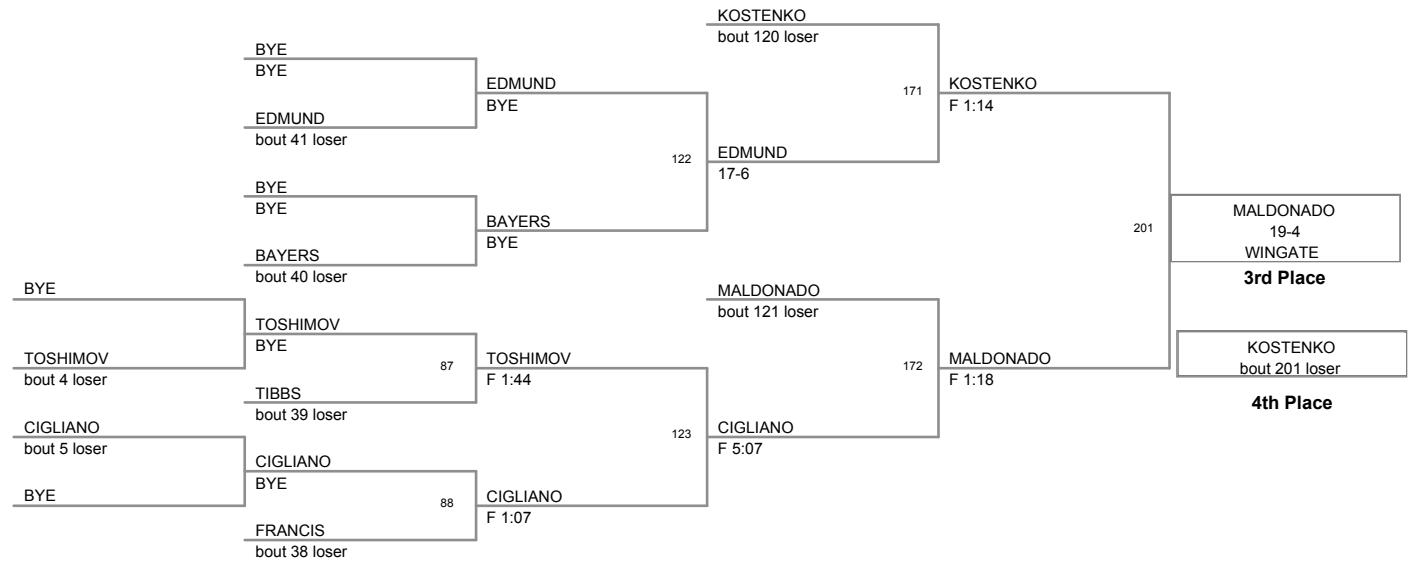 KOSTENKO
bout 120 loser
BYE
BYE
EDMUND
BYE
171
KOSTENKO
F 1:14
EDMUND
bout 41 loser
122
EDMUND
17-6
BYE
BYE
BAYERS
BYE
201
MALDONADO
19-4
WINGATE
3rd Place
BAYERS
bout 40 loser
BYE
MALDONADO
bout 121 loser
TOSHIMOV
BYE
KOSTENKO
bout 201 loser
4th Place
TOSHIMOV
bout 4 loser
87
TOSHIMOV
F 1:44
172
MALDONADO
F 1:18
TIBBS
bout 39 loser
CIGLIANO
bout 5 loser
123
CIGLIANO
F 5:07
CIGLIANO
BYE
BYE
88
CIGLIANO
F 1:07
FRANCIS
bout 38 loser